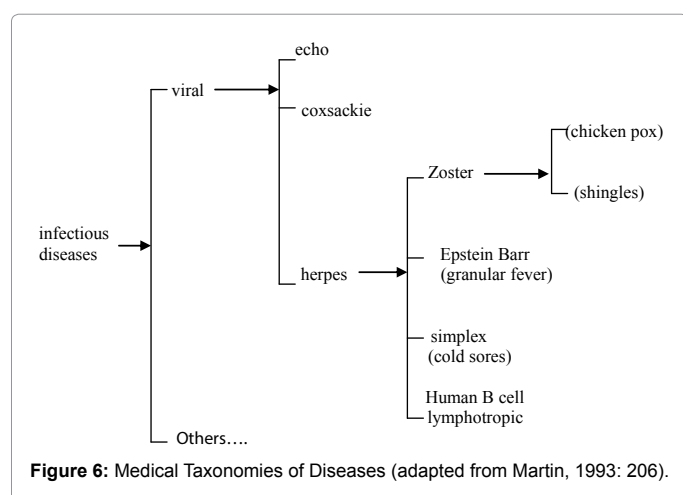 echo
viral
coxsackie
(chicken pox)
Zoster
(shingles)
infectious
diseases
Epstein Barr
(granular fever)
herpes
simplex
(cold sores)
Human B cell
lymphotropic
Others….
Figure 6: Medical Taxonomies of Diseases (adapted from Martin, 1993: 206).